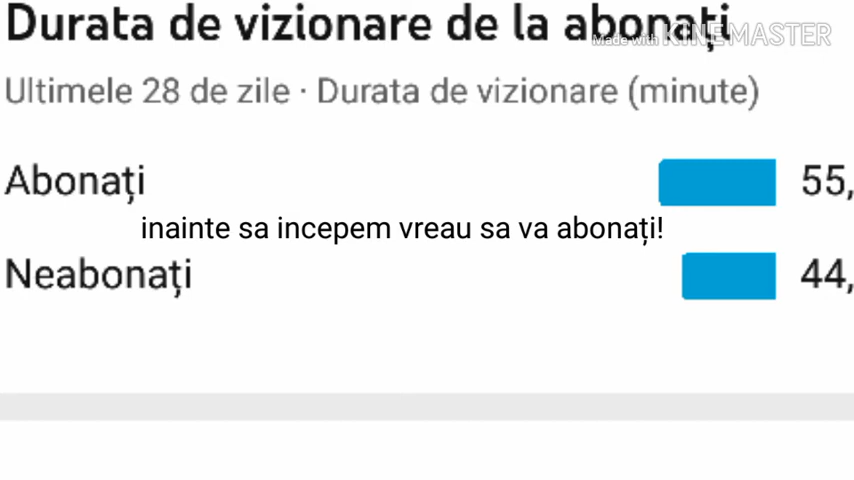 Durata de vizionare de la abonați
Made with KINEMASTER
Ultimele 28 de zile · Durata de vizionare (minute)
Abonați 55,
inainte sa incepem vreau sa va abonați!
Neabonați 44,